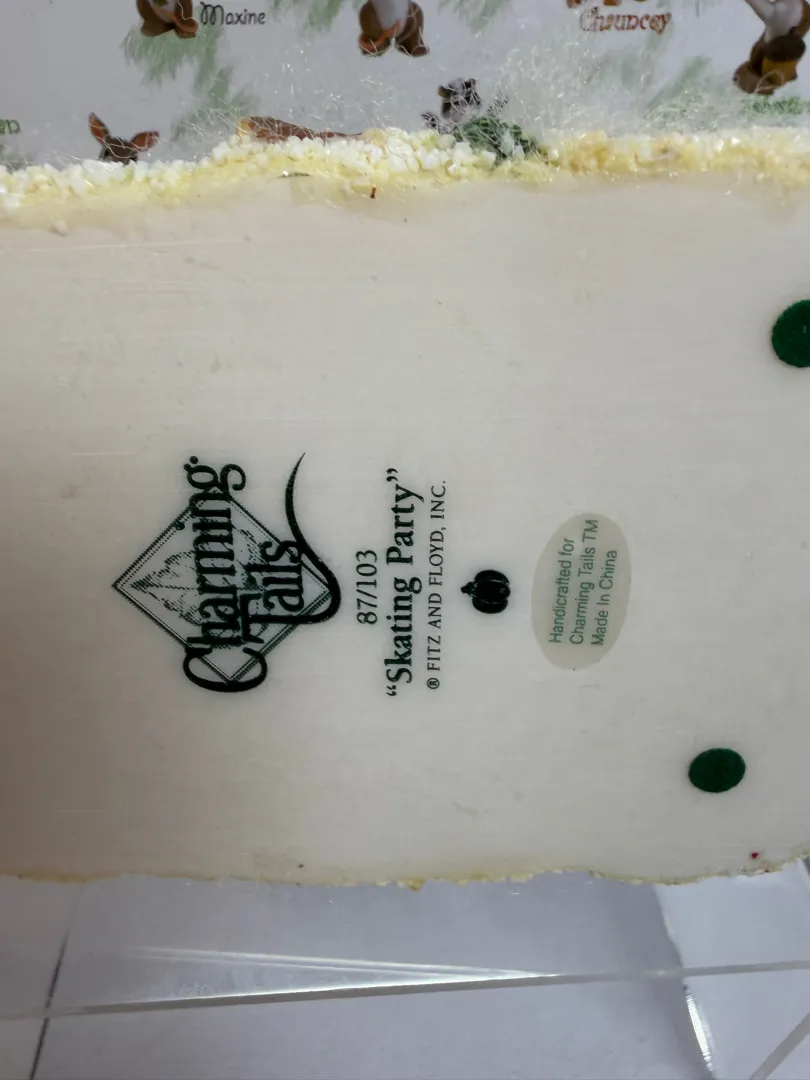 Maxine
Chauncey
Charming
Tails
87/103
“Skating Party”
® FITZ AND FLOYD, INC.
Handicrafted for
Charming Tails TM
Made In China